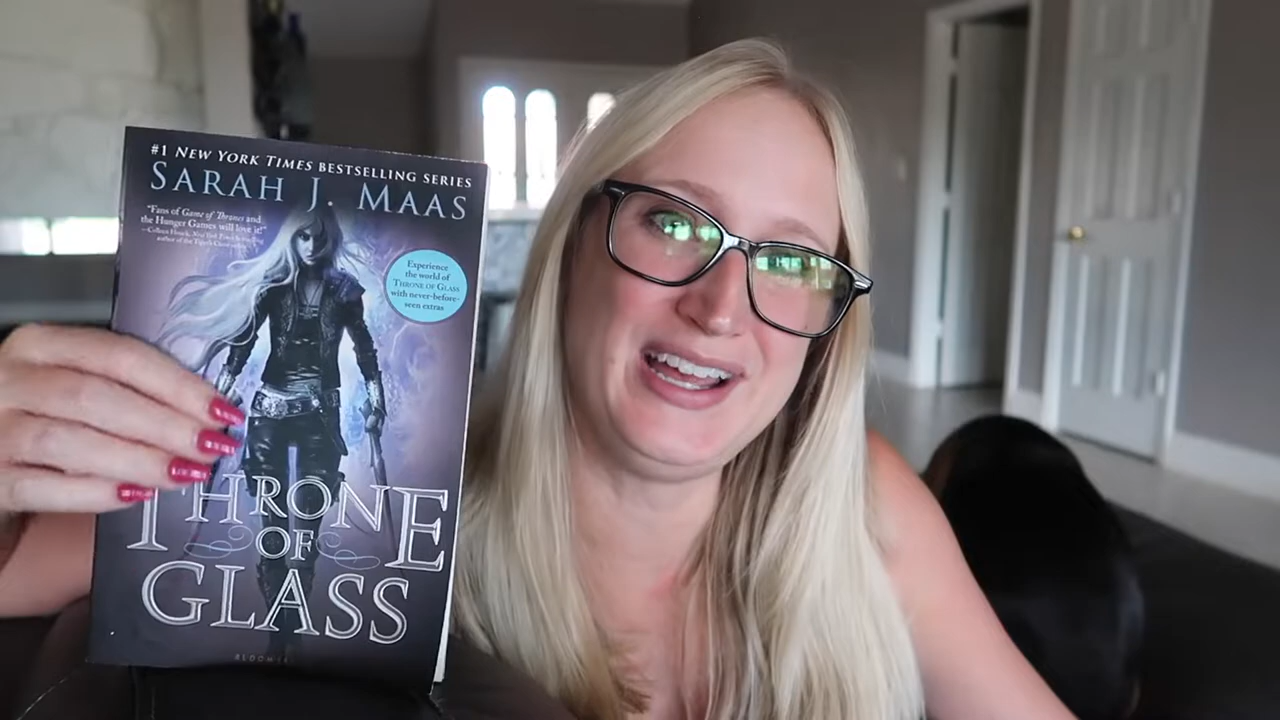 #1 NEW YORK TIMES BESTSELLING SERIES
SARAH J. MAAS
"Fans of Game of Thrones and
the Hunger Games will love it!"
Experience
the world of
THRONE OF GLASS
with never-before-
seen extras
THRONE
OF
GLASS